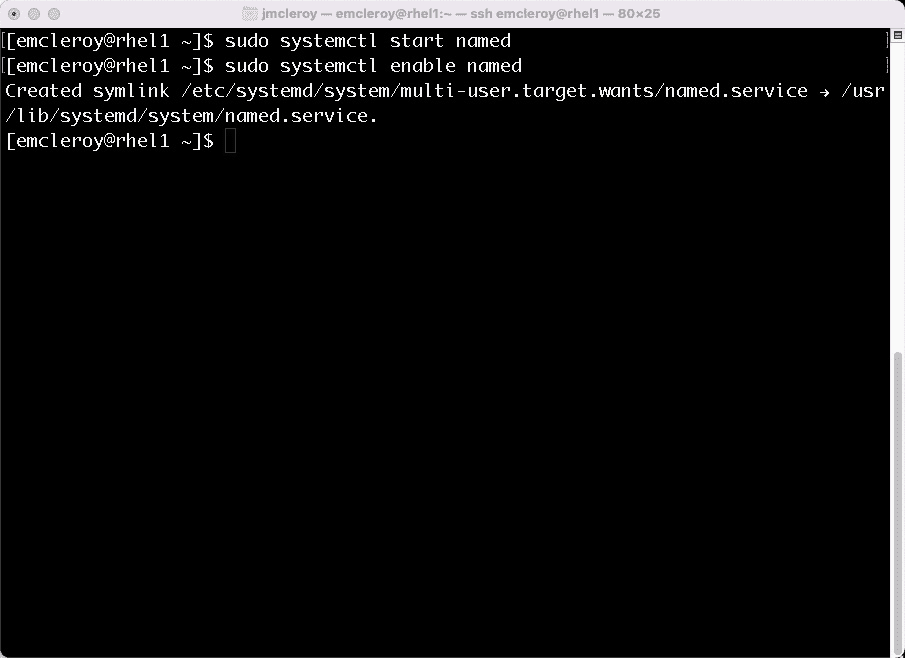 jmcleroy — emcleroy@rhel1:~ — ssh emcleroy@rhel1 — 80×25
[[emcleroy@rhel1 ~]$ sudo systemctl start named ]
[[emcleroy@rhel1 ~]$ sudo systemctl enable named ]
Created symlink /etc/systemd/system/multi-user.target.wants/named.service → /usr
/lib/systemd/system/named.service.
[emcleroy@rhel1 ~]$